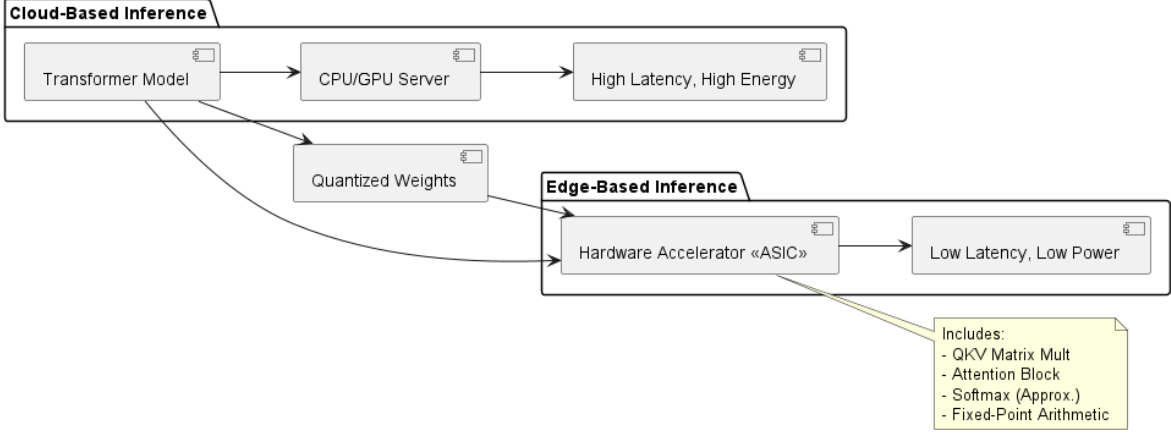 Cloud-Based Inference
Transformer Model
CPU/GPU Server
High Latency, High Energy
Quantized Weights
Edge-Based Inference
Hardware Accelerator «ASIC»
Low Latency, Low Power
Includes:
- QKV Matrix Mult
- Attention Block
- Softmax (Approx.)
- Fixed-Point Arithmetic